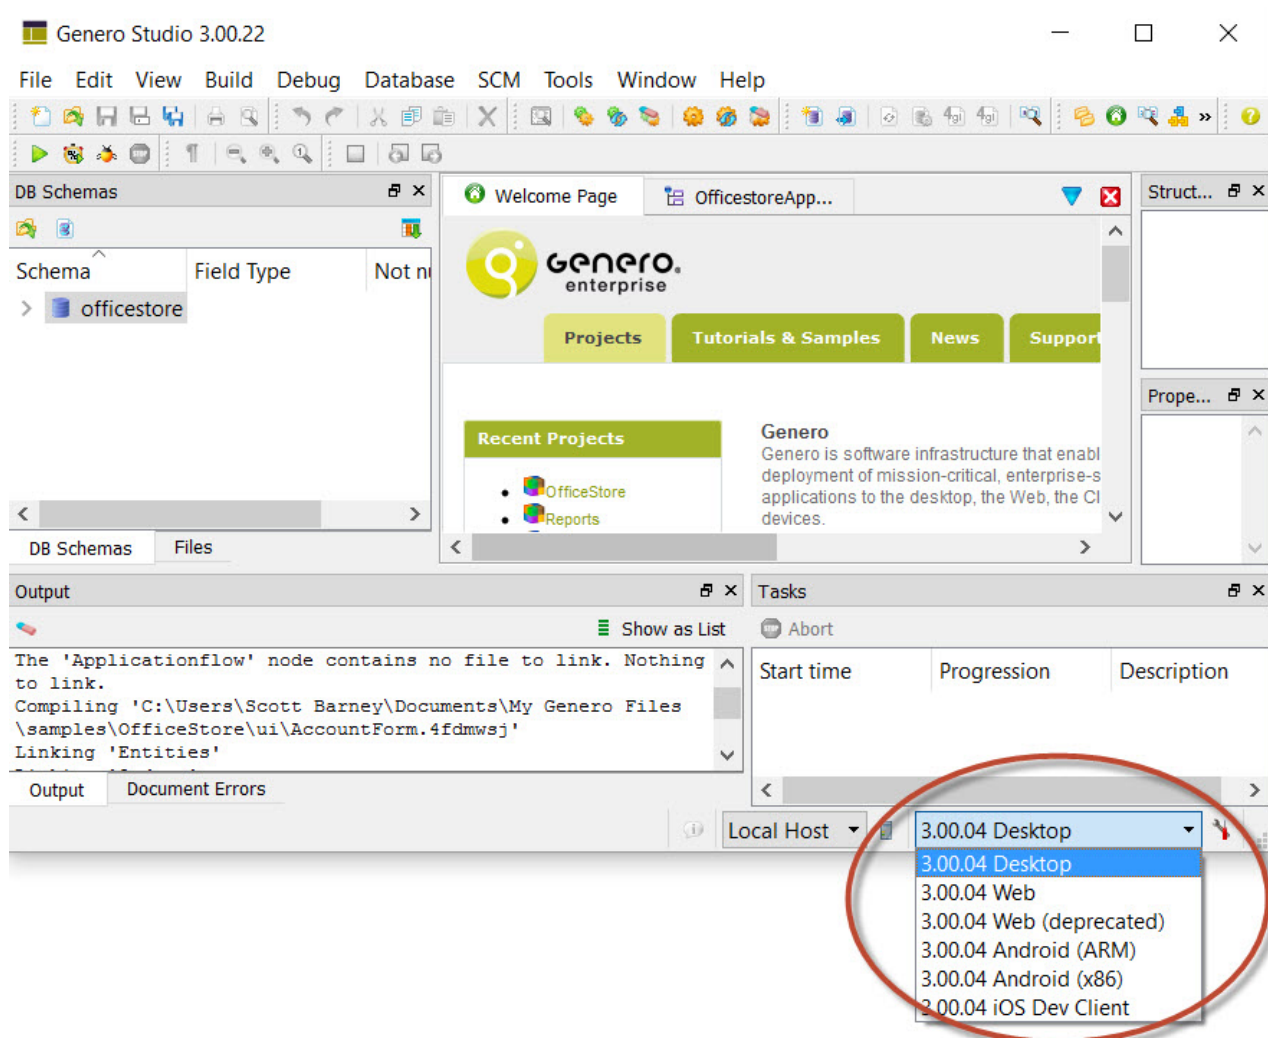 Genero Studio 3.00.22
File Edit View Build Debug Database SCM Tools Window Help
DB Schemas
Welcome Page
OfficestoreApp...
Struct...
Schema
Field Type
Not nu
officestore
Genero.
enterprise
Projects
Tutorials & Samples
News
Support
Prope...
Recent Projects
OfficeStore
Reports
Genero
Genero is software infrastructure that enabl
deployment of mission-critical, enterprise-s
applications to the desktop, the Web, the Cl
devices.
DB Schemas
Files
Output
Show as List
The 'Applicationflow' node contains no file to link. Nothing
to link.
Compiling 'C:\Users\Scott Barney\Documents\My Genero Files
\samples\OfficeStore\ui\AccountForm.4fdmwsj'
Linking 'Entities'
Output
Document Errors
Tasks
Abort
Start time
Progression
Description
Local Host
3.00.04 Desktop
3.00.04 Desktop
3.00.04 Web
3.00.04 Web (deprecated)
3.00.04 Android (ARM)
3.00.04 Android (x86)
3.00.04 iOS Dev Client